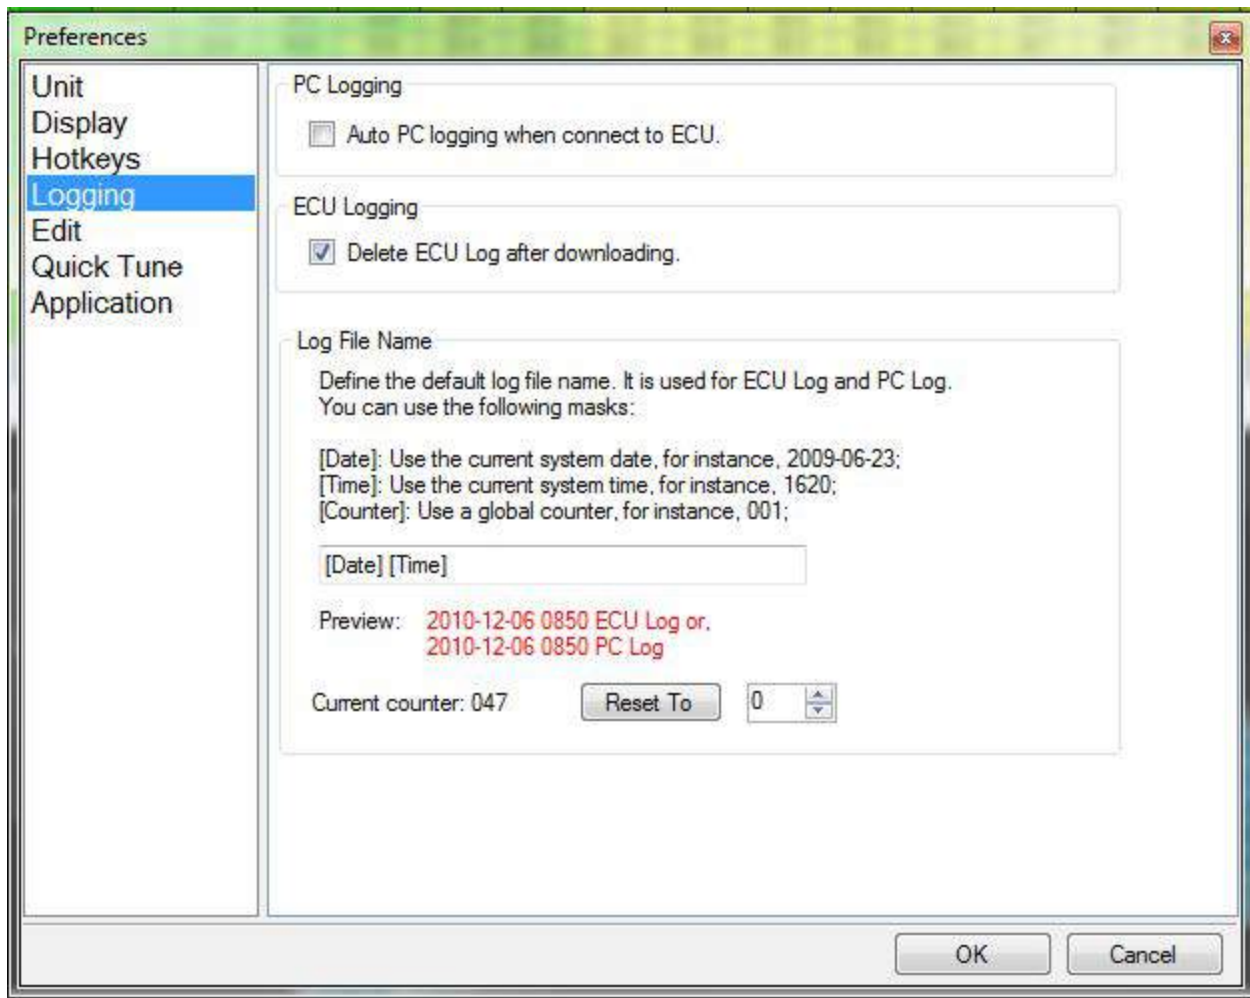 Preferences
Unit
Display
Hotkeys
Logging
Edit
Quick Tune
Application
PC Logging
Auto PC logging when connect to ECU.
ECU Logging
Delete ECU Log after downloading.
Log File Name
Define the default log file name. It is used for ECU Log and PC Log.
You can use the following masks:
[Date]: Use the current system date, for instance, 2009-06-23;
[Time]: Use the current system time, for instance, 1620;
[Counter]: Use a global counter, for instance, 001;
[Date] [Time]
Preview: 2010-12-06 0850 ECU Log or,
2010-12-06 0850 PC Log
Current counter: 047 Reset To 0
OK Cancel